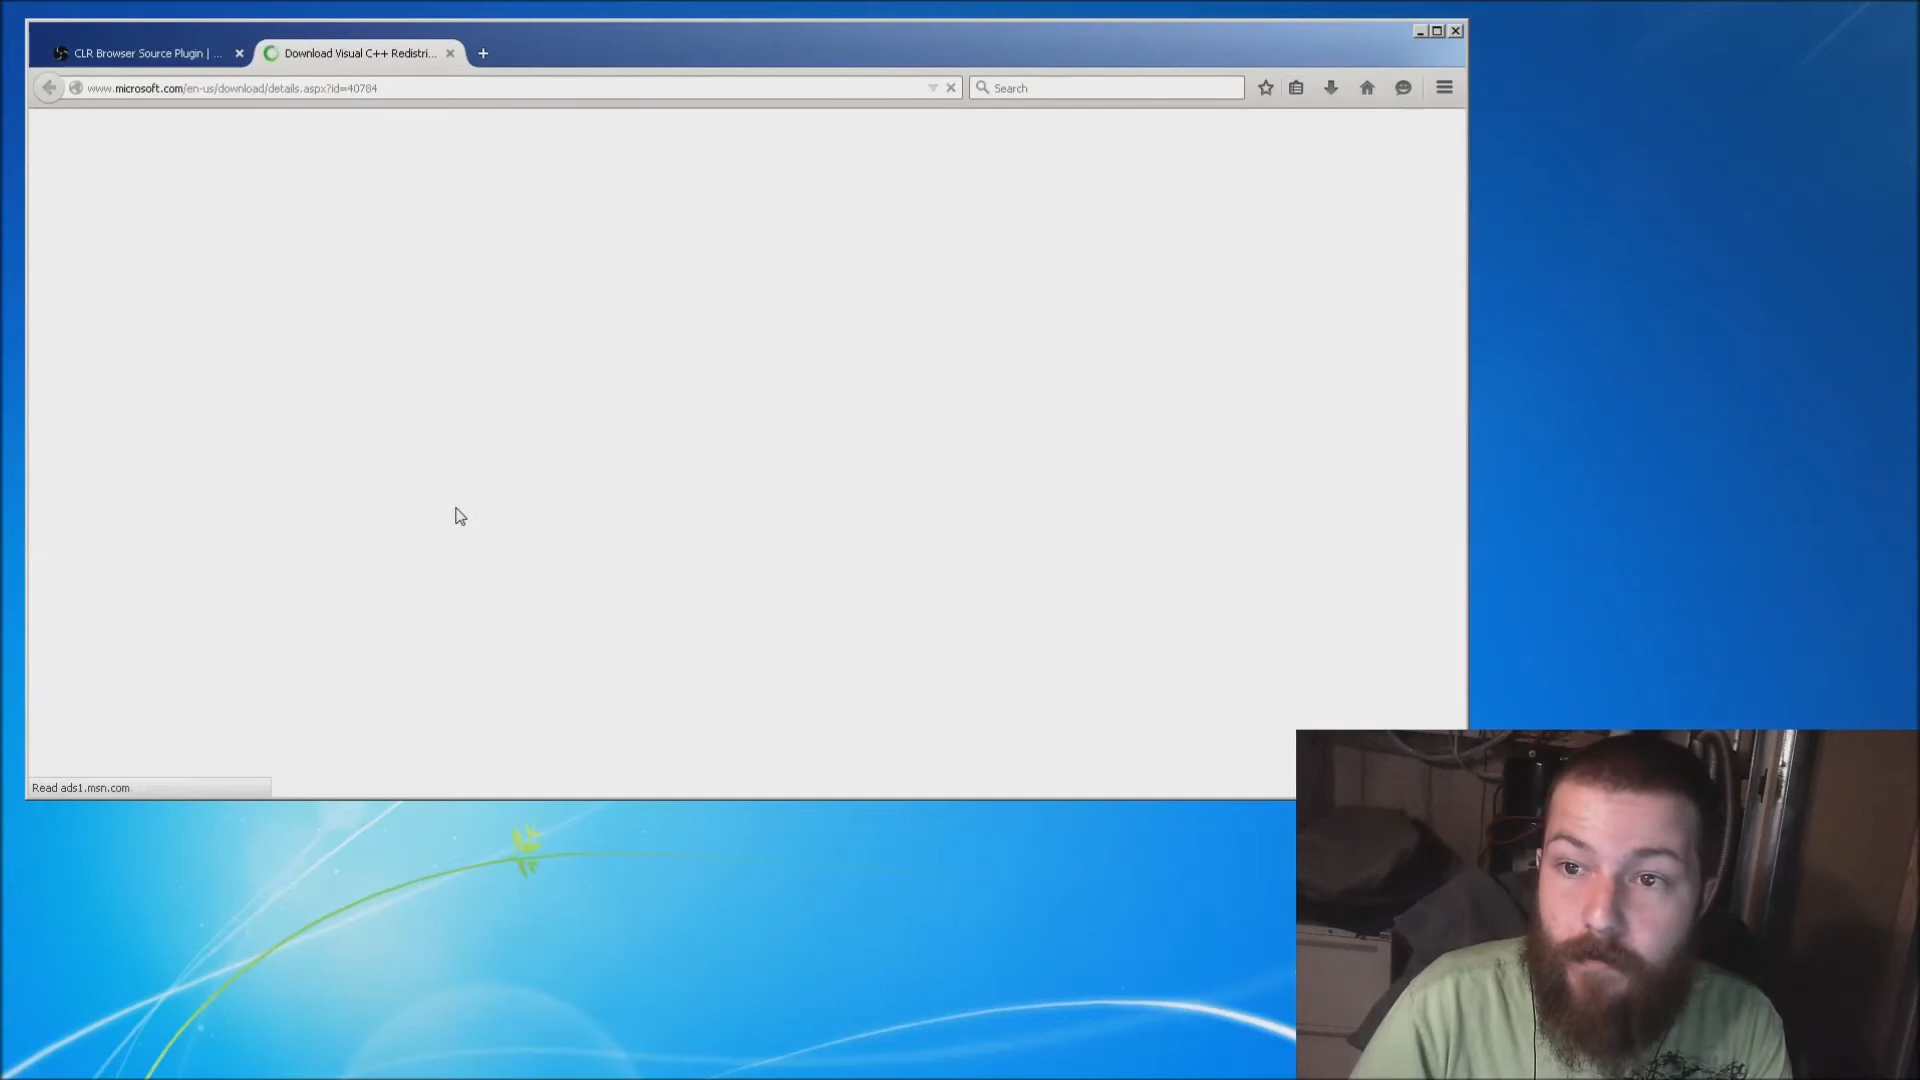 CLR Browser Source Plugin | ...
Download Visual C++ Redistri...
www.microsoft.com/en-us/download/details.aspx?id=40784
Search
Read ads1.msn.com